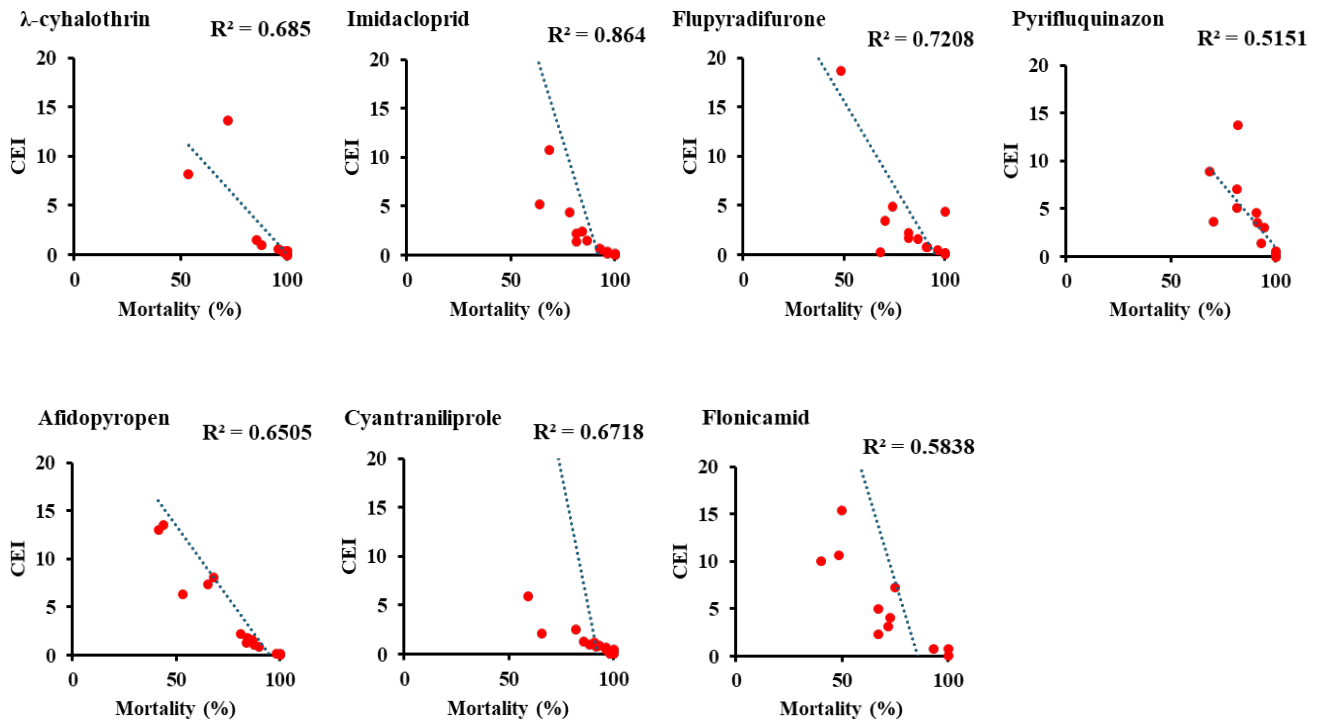 λ-cyhalothrin
R² = 0.685
20
15
10
5
0
CEI
0 50 100
Mortality (%)
Imidacloprid
R² = 0.864
20
15
10
5
0
CEI
0 50 100
Mortality (%)
Flupyradifurone
R² = 0.7208
20
15
10
5
0
CEI
0 50 100
Mortality (%)
Pyrifluquinazon
R² = 0.5151
20
15
10
5
0
CEI
0 50 100
Mortality (%)
Afidopyropen
R² = 0.6505
20
15
10
5
0
CEI
0 50 100
Mortality (%)
Cyantraniliprole
R² = 0.6718
20
15
10
5
0
CEI
0 50 100
Mortality (%)
Flonicamid
R² = 0.5838
20
15
10
5
0
CEI
0 50 100
Mortality (%)